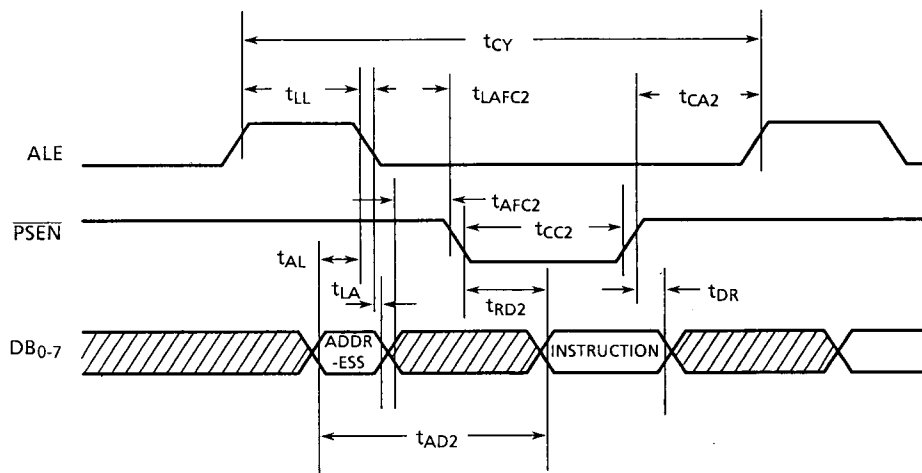 tCY
tLL
tLAFC2
tCA2
ALE
tAFC2
PSEN
tCC2
tAL
tLA
tRD2
tDR
DB0-7
ADDR
-ESS
INSTRUCTION
tAD2